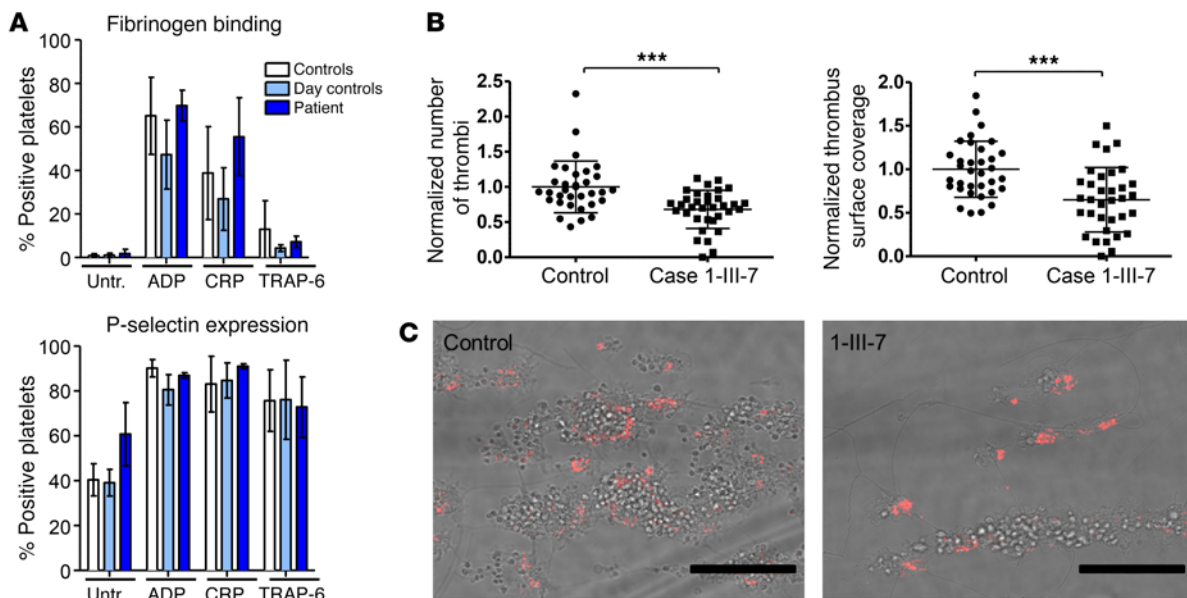 A
Fibrinogen binding
% Positive platelets
100
80
60
40
20
0
Controls
Day controls
Patient
Untr.
ADP
CRP
TRAP-6
P-selectin expression
% Positive platelets
100
80
60
40
20
0
Untr.
ADP
CRP
TRAP-6
B
***
Normalized number
of thrombi
2.5
2.0
1.5
1.0
0.5
0.0
Control
Case 1-III-7
***
Normalized thrombus
surface coverage
2.0
1.5
1.0
0.5
0.0
Control
Case 1-III-7
C
Control
1-III-7